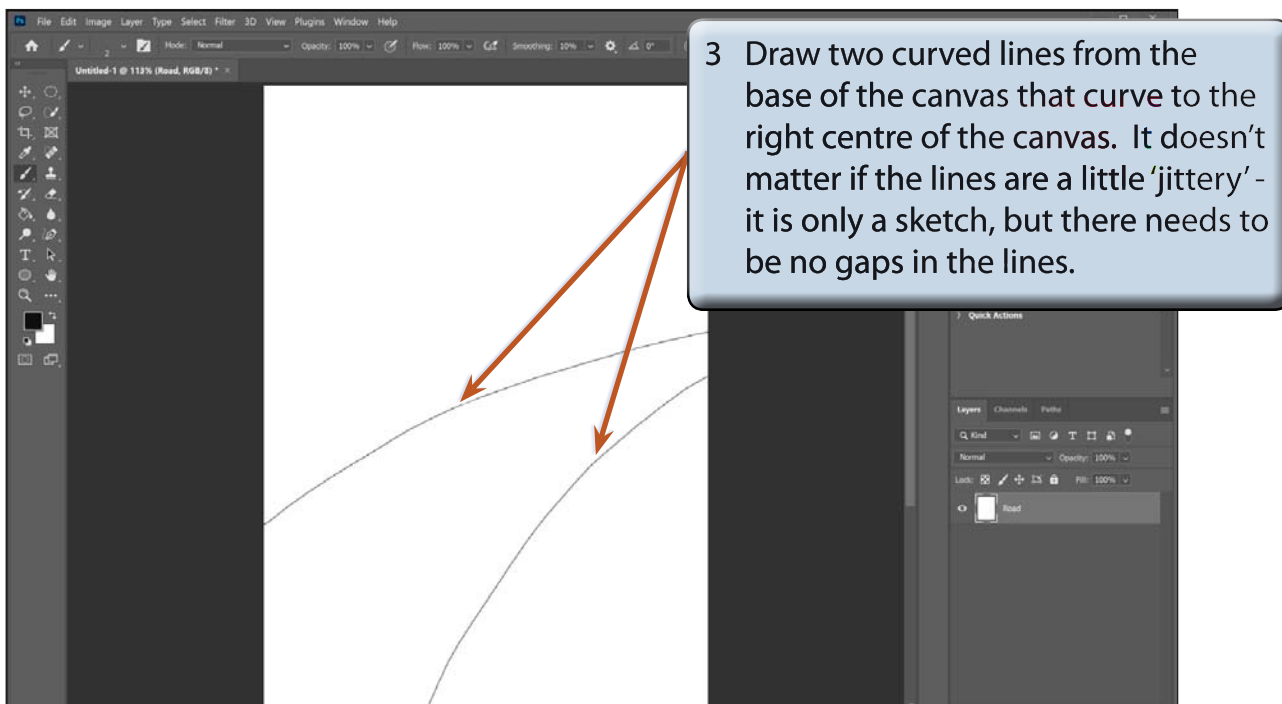 File Edit Image Layer Type Select Filter 3D View Plugins Window Help
Mode: Normal Opacity: 100% Flow: 100% Smoothing: 10% 0°
Untitled-1 @ 113% (Road, RGB/8) * ×
3 Draw two curved lines from the
base of the canvas that curve to the
right centre of the canvas. It doesn't
matter if the lines are a little 'jittery' -
it is only a sketch, but there needs to
be no gaps in the lines.
Quick Actions
Layers Channels Paths
Kind
Normal Opacity: 100%
Lock: Fill: 100%
Road